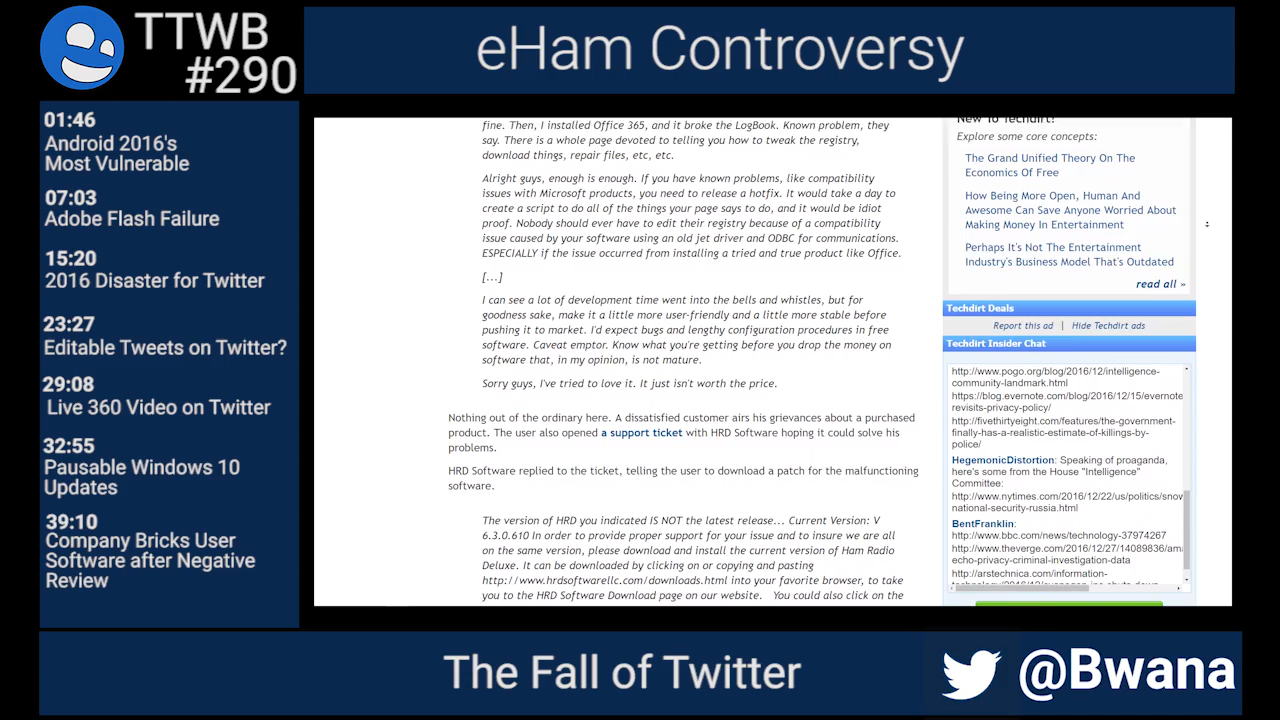 TTWB
#290
eHam Controversy
01:46
Android 2016's
Most Vulnerable
07:03
Adobe Flash Failure
15:20
2016 Disaster for Twitter
23:27
Editable Tweets on Twitter?
29:08
Live 360 Video on Twitter
32:55
Pausable Windows 10
Updates
39:10
Company Bricks User
Software after Negative
Review
fine. Then, I installed Office 365, and it broke the LogBook. Known problem, they
say. There is a whole page devoted to telling you how to tweak the registry,
download things, repair files, etc, etc.
Alright guys, enough is enough. If you have known problems, like compatibility
issues with Microsoft products, you need to release a hotfix. It would take a day to
create a script to do all of the things your page says to do, and it would be idiot
proof. Nobody should ever have to edit their registry because of a compatibility
issue caused by your software using an old jet driver and ODBC for communications.
ESPECIALLY if the issue occurred from installing a tried and true product like Office.
[...]
I can see a lot of development time went into the bells and whistles, but for
goodness sake, make it a little more user-friendly and a little more stable before
pushing it to market. I'd expect bugs and lengthy configuration procedures in free
software. Caveat emptor. Know what you're getting before you drop the money on
software that, in my opinion, is not mature.
Sorry guys, I've tried to love it. It just isn't worth the price.
Nothing out of the ordinary here. A dissatisfied customer airs his grievances about a purchased
product. The user also opened a support ticket with HRD Software hoping it could solve his
problems.
HRD Software replied to the ticket, telling the user to download a patch for the malfunctioning
software.
The version of HRD you indicated IS NOT the latest release... Current Version: V
6.3.0.610 In order to provide proper support for your issue and to insure we are all
on the same version, please download and install the current version of Ham Radio
Deluxe. It can be downloaded by clicking on or copying and pasting
http://www.hrdsoftwarellc.com/downloads.html into your favorite browser, to take
you to the HRD Software Download page on our website. You could also click on the
New To Techdirt?
Explore some core concepts:
The Grand Unified Theory On The
Economics Of Free
How Being More Open, Human And
Awesome Can Save Anyone Worried About
Making Money In Entertainment
Perhaps It's Not The Entertainment
Industry's Business Model That's Outdated
read all »
Techdirt Deals
Report this ad | Hide Techdirt ads
Techdirt Insider Chat
http://www.pogo.org/blog/2016/12/intelligence-
community-landmark.html
https://blog.evernote.com/blog/2016/12/15/evernote
revisits-privacy-policy/
http://fivethirtyeight.com/features/the-government-
finally-has-a-realistic-estimate-of-killings-by-
police/
HegemonicDistortion: Speaking of proaganda,
here's some from the House "Intelligence"
Committee:
http://www.nytimes.com/2016/12/22/us/politics/snow
national-security-russia.html
BentFranklin:
http://www.bbc.com/news/technology-37974267
http://www.theverge.com/2016/12/27/14089836/am
echo-privacy-criminal-investigation-data
http://arstechnica.com/information-
The Fall of Twitter
@Bwana